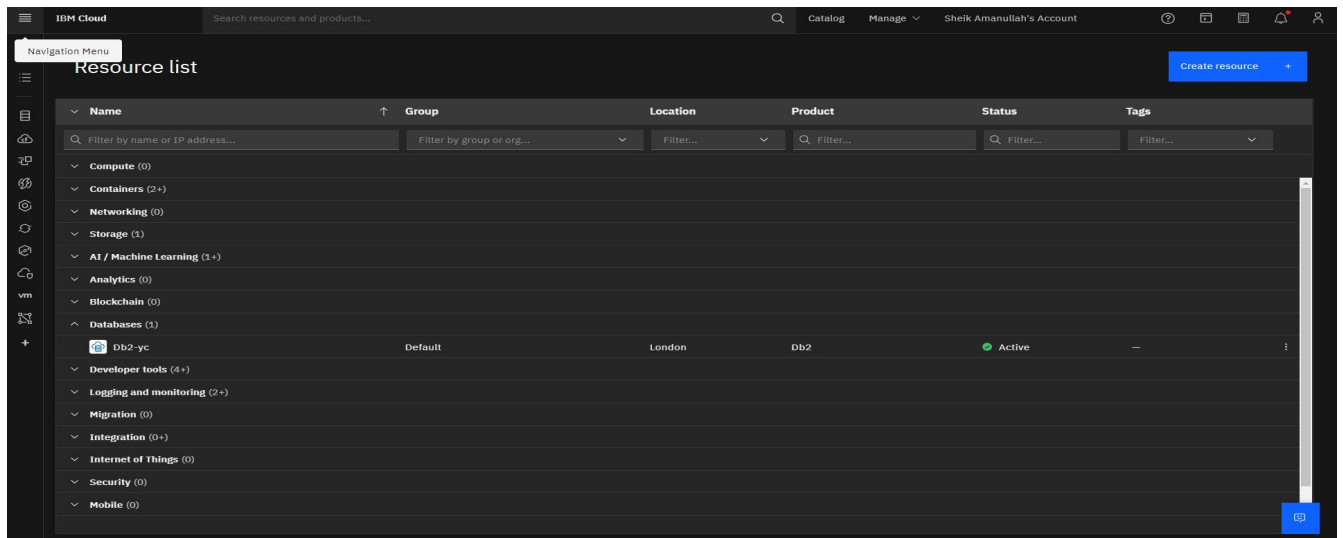 IBM Cloud Search resources and products... Catalog Manage Sheik Amanullah's Account
Navigation Menu
Resource list
Create resource +
Name Group Location Product Status Tags
Filter by name or IP address... Filter by group or org... Filter... Filter... Filter... Filter...
Compute (0)
Containers (2+)
Networking (0)
Storage (1)
AI / Machine Learning (1+)
Analytics (0)
Blockchain (0)
vm
Databases (1)
Db2-yc Default London Db2 Active –
Developer tools (4+)
Logging and monitoring (2+)
Migration (0)
Integration (0+)
Internet of Things (0)
Security (0)
Mobile (0)